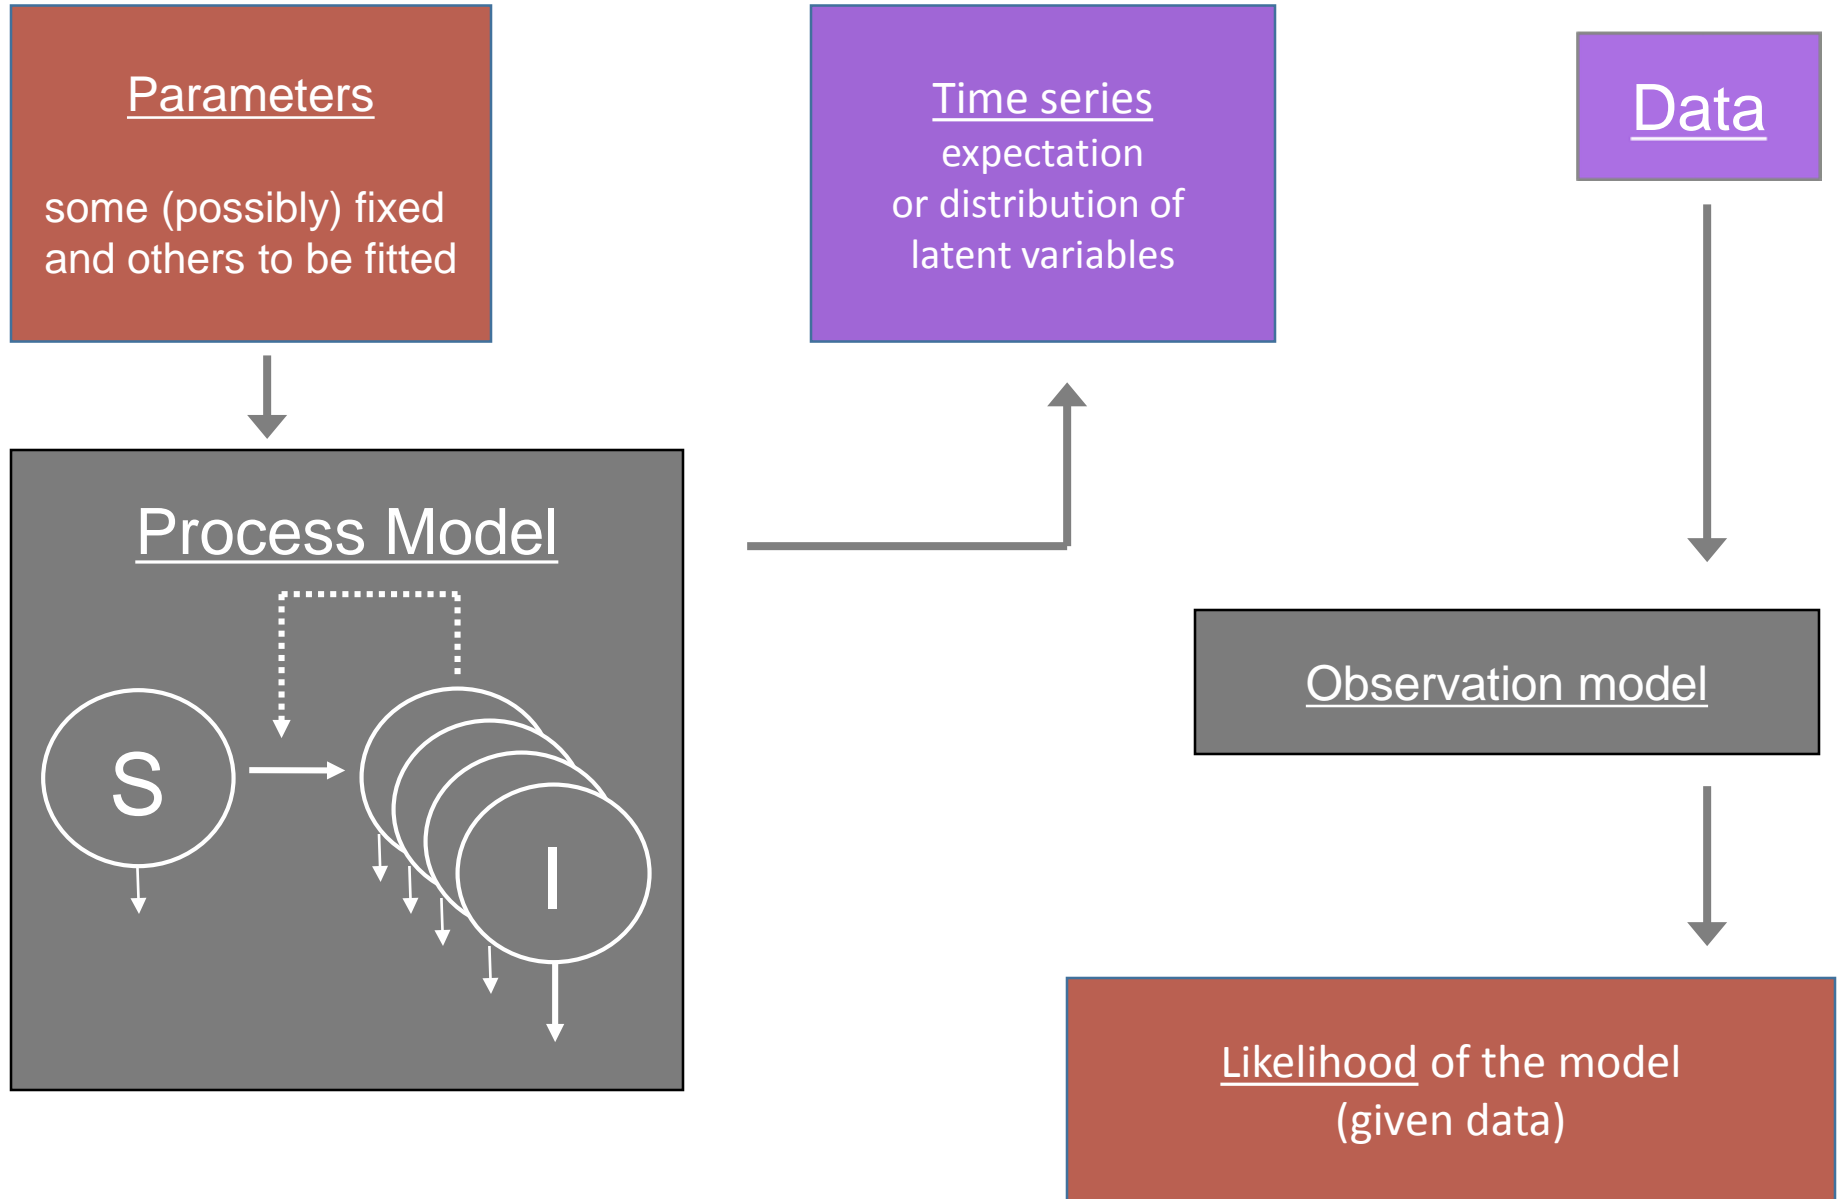 Parameters
some (possibly) fixed
and others to be fitted
Time series
expectation
or distribution of
latent variables
Data
Process Model
S
I
Observation model
Likelihood of the model
(given data)